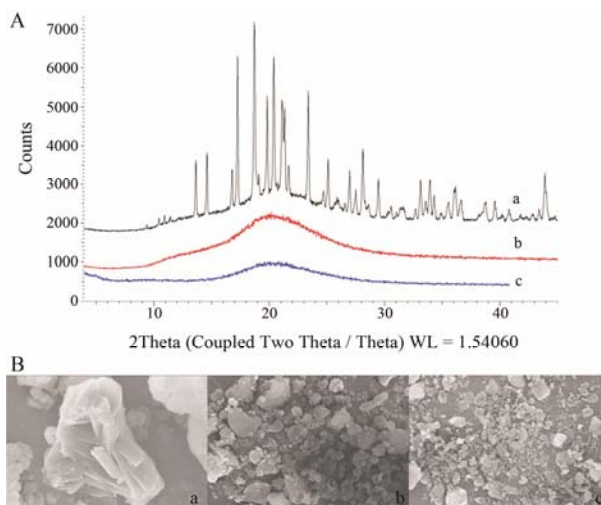 A
7000
6000
5000
4000
3000
2000
1000
0
Counts
a
b
c
10 20 30 40
2Theta (Coupled Two Theta / Theta) WL = 1.54060
B
a b c